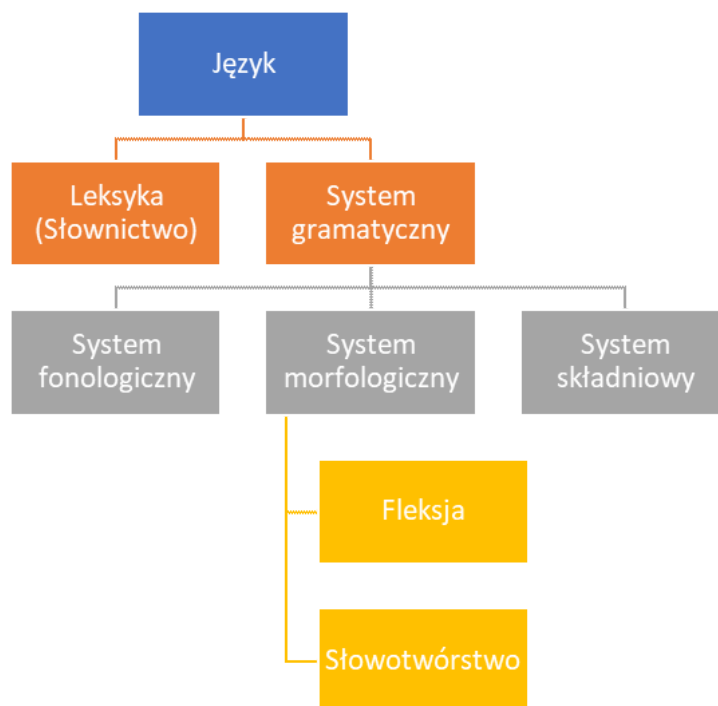 Język
Leksyka
(Słownictwo)
System
gramatyczny
System
fonologiczny
System
morfologiczny
System
składniowy
Fleksja
Słowotwórstwo